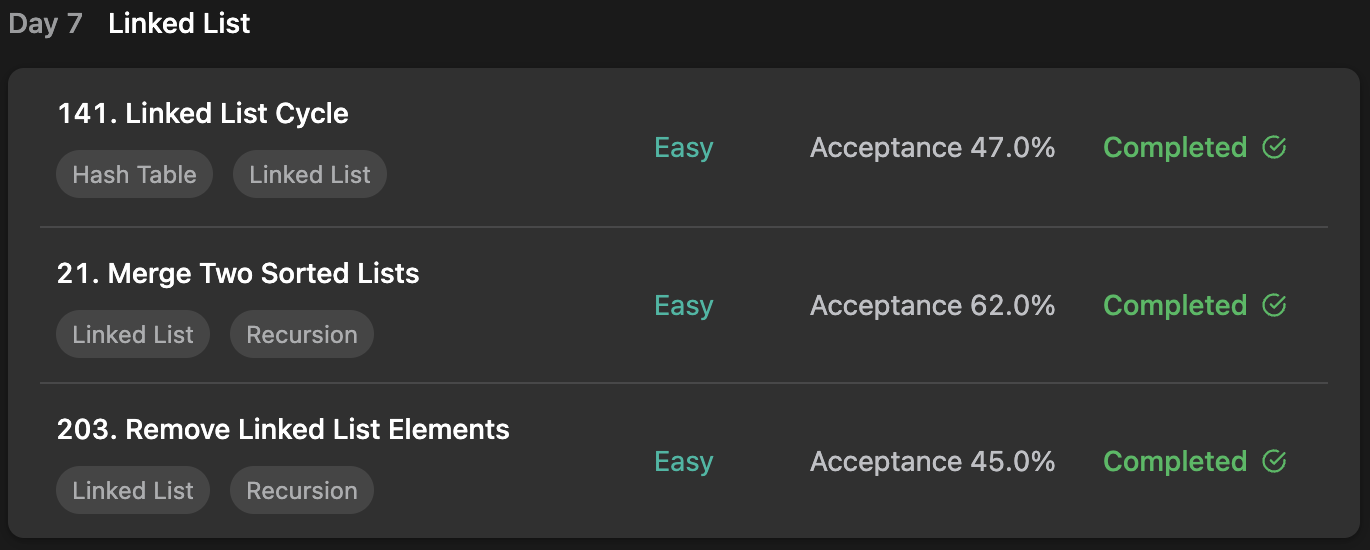 Day 7 Linked List
141. Linked List Cycle
Easy Acceptance 47.0% Completed
Hash Table Linked List
21. Merge Two Sorted Lists
Easy Acceptance 62.0% Completed
Linked List Recursion
203. Remove Linked List Elements
Easy Acceptance 45.0% Completed
Linked List Recursion